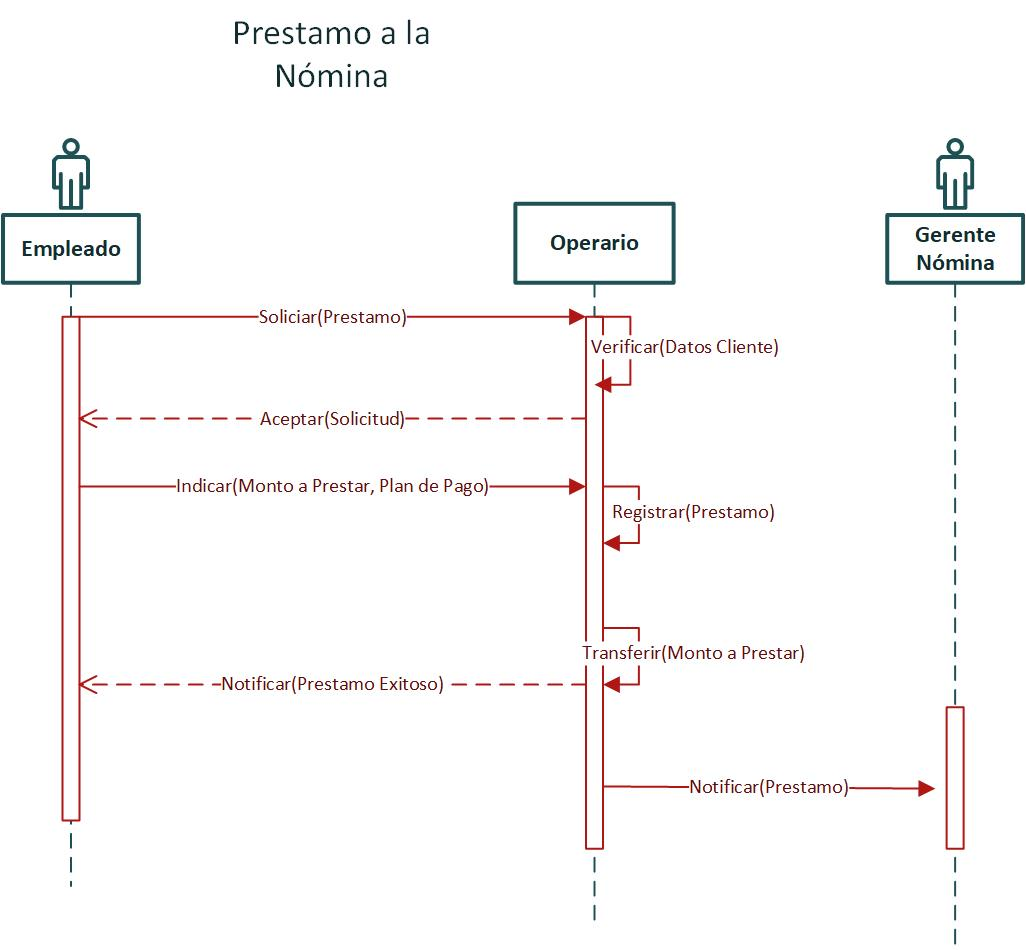 Prestamo a la
Nómina
Empleado
Operario
Gerente
Nómina
Soliciar(Prestamo)
Verificar(Datos Cliente)
Aceptar(Solicitud)
Indicar(Monto a Prestar, Plan de Pago)
Registrar(Prestamo)
Transferir(Monto a Prestar)
Notificar(Prestamo Exitoso)
Notificar(Prestamo)